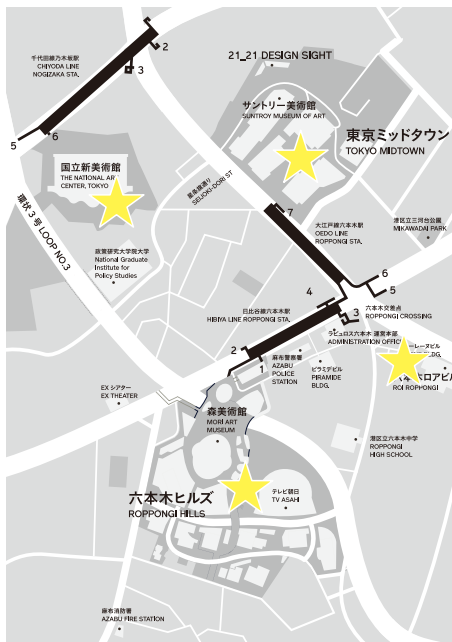 2
千代田線乃木坂駅
CHIYODA LINE
NOGIZAKA STA.
3
21_21 DESIGN SIGHT
サントリー美術館
SUNTROY MUSEUM OF ART
東京ミッドタウン
TOKYO MIDTOWN
5
6
国立新美術館
THE NATIONAL ART
CENTER, TOKYO
星条旗通り
SEIJOKI-DORI ST
環状3号 LOOP NO.3
7
大江戸線六本木駅
OEDO LINE
ROPPONGI STA.
港区立三河台公園
MIKAWADAI PARK
政策研究大学院大学
National Graduate
Institute for
Policy Studies
6
5
4
日比谷線六本木駅
HIBIYA LINE ROPPONGI STA.
3
六本木交差点
ROPPONGI CROSSING
ラピュロス六本木 運営本部
ADMINISTRATION OFFICE
2
1
麻布警察署
AZABU
POLICE
STATION
ピラミデビル
PIRAMIDE
BLDG.
ROI ROPPONGI
EX シアター
EX THEATER
森美術館
MORI ART
MUSEUM
港区立六本木中学
ROPPONGI
HIGH SCHOOL
六本木ヒルズ
ROPPONGI HILLS
テレビ朝日
TV ASAHI
麻布消防署
AZABU FIRE STATION